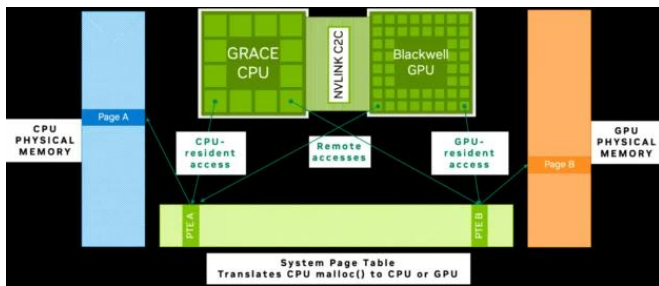 GRACE
CPU
NVLINK C2C
Blackwell
GPU
Page A
CPU
PHYSICAL
MEMORY
CPU-
resident
access
Remote
accesses
GPU-
resident
access
GPU
PHYSICAL
MEMORY
Page B
PTE A
PTE B
System Page Table
Translates CPU malloc() to CPU or GPU